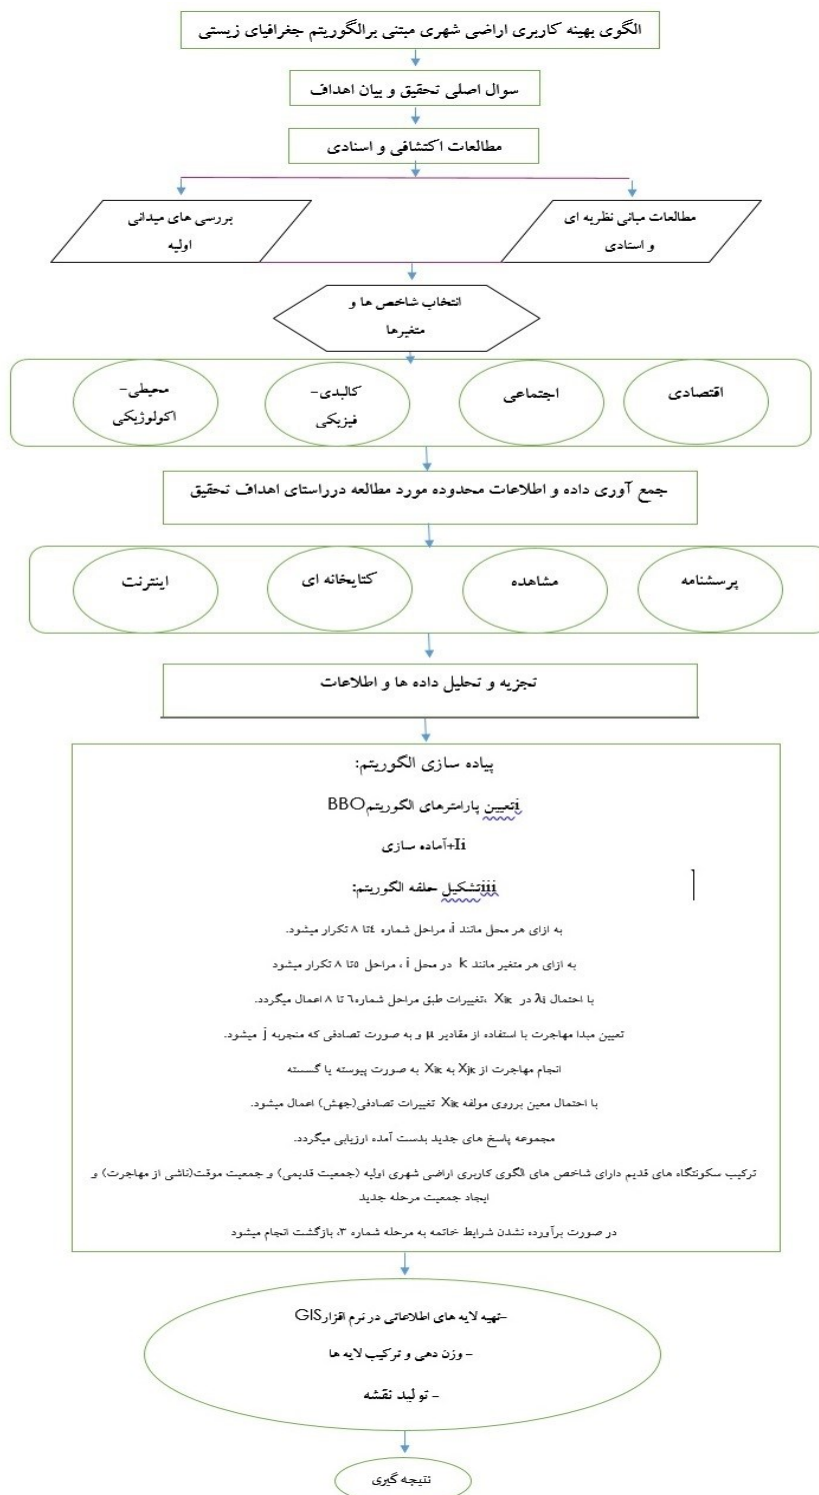 الگوی بهینه کاربری اراضی شهری مبتنی برالگوریتم جغرافیای زیستی
سوال اصلی تحقیق و بیان اهداف
مطالعات اکتشافی و اسنادی
مطالعات مبانی نظریه ای
و اسنادی
بررسی های میدانی
اولیه
انتخاب شاخص ها و
متغیرها
اقتصادی
اجتماعی
کالبدی-
فیزیکی
محیطی-
اکولوژیکی
جمع آوری داده و اطلاعات محدوده مورد مطالعه درراستای اهداف تحقیق
پرسشنامه
مشاهده
کتابخانه ای
اینترنت
تجزیه و تحلیل داده ها و اطلاعات
پیاده سازی الگوریتم:
iتعیین پارامترهای الگوریتمBBO
Ii+آماده سازی
iiiتشکیل حلقه الگوریتم:
به ازای هر محل مانند i، مراحل شماره ٤تا ٨ تکرار میشود.
به ازای هر متغیر مانند k در محل i ، مراحل ٥تا ٨ تکرار میشود
با احتمال λi در Xik ،تغییرات طبق مراحل شماره٦ تا ٨ اعمال میگردد.
تعیین مبدا مهاجرت با استفاده از مقادیر μ و به صورت تصادفی که منجربه j میشود.
انجام مهاجرت از Xjk به Xik به صورت پیوسته یا گسسته
با احتمال معین برروی مولفه Xik تغییرات تصادفی(جهش) اعمال میشود.
مجموعه پاسخ های جدید بدست آمده ارزیابی میگردد.
ترکیب سکونتگاه های قدیم دارای شاخص های الگوی کاربری اراضی شهری اولیه (جمعیت قدیمی) و جمعیت موقت(ناشی از مهاجرت) و
ایجاد جمعیت مرحله جدید
در صورت برآورده نشدن شرایط خاتمه به مرحله شماره ٣، بازگشت انجام میشود
-تهیه لایه های اطلاعاتی در نرم افزارGIS
- وزن دهی و ترکیب لایه ها
- تولید نقشه
نتیجه گیری